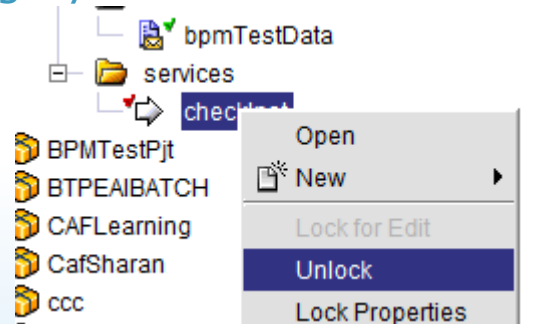 bpmTestData
services
BPMTestPjt
BTPEAIBATCH
CAFLearning
CafSharan
ccc
Open
New
Lock for Edit
Unlock
Lock Properties